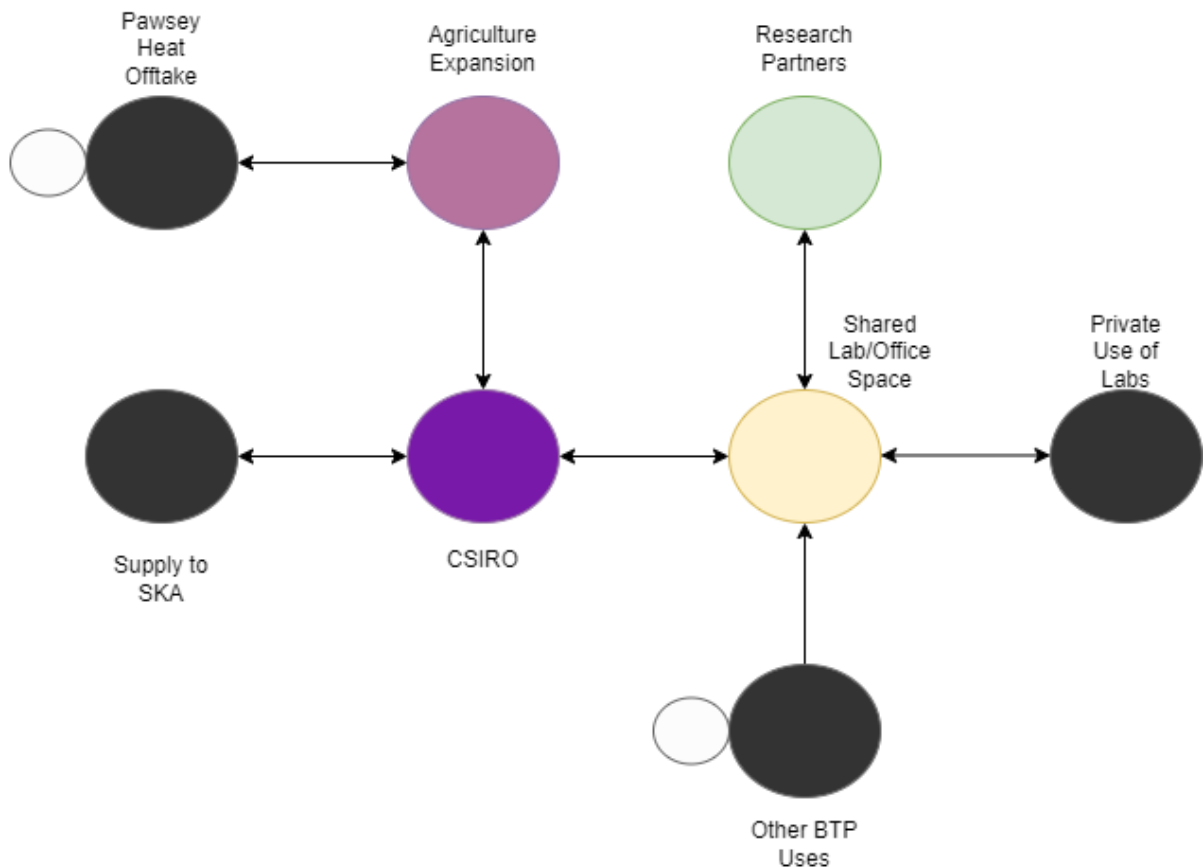 Pawsey
Heat
Offtake
Agriculture
Expansion
Research
Partners
Shared
Lab/Office
Space
Private
Use of
Labs
Supply to
SKA
CSIRO
Other BTP
Uses